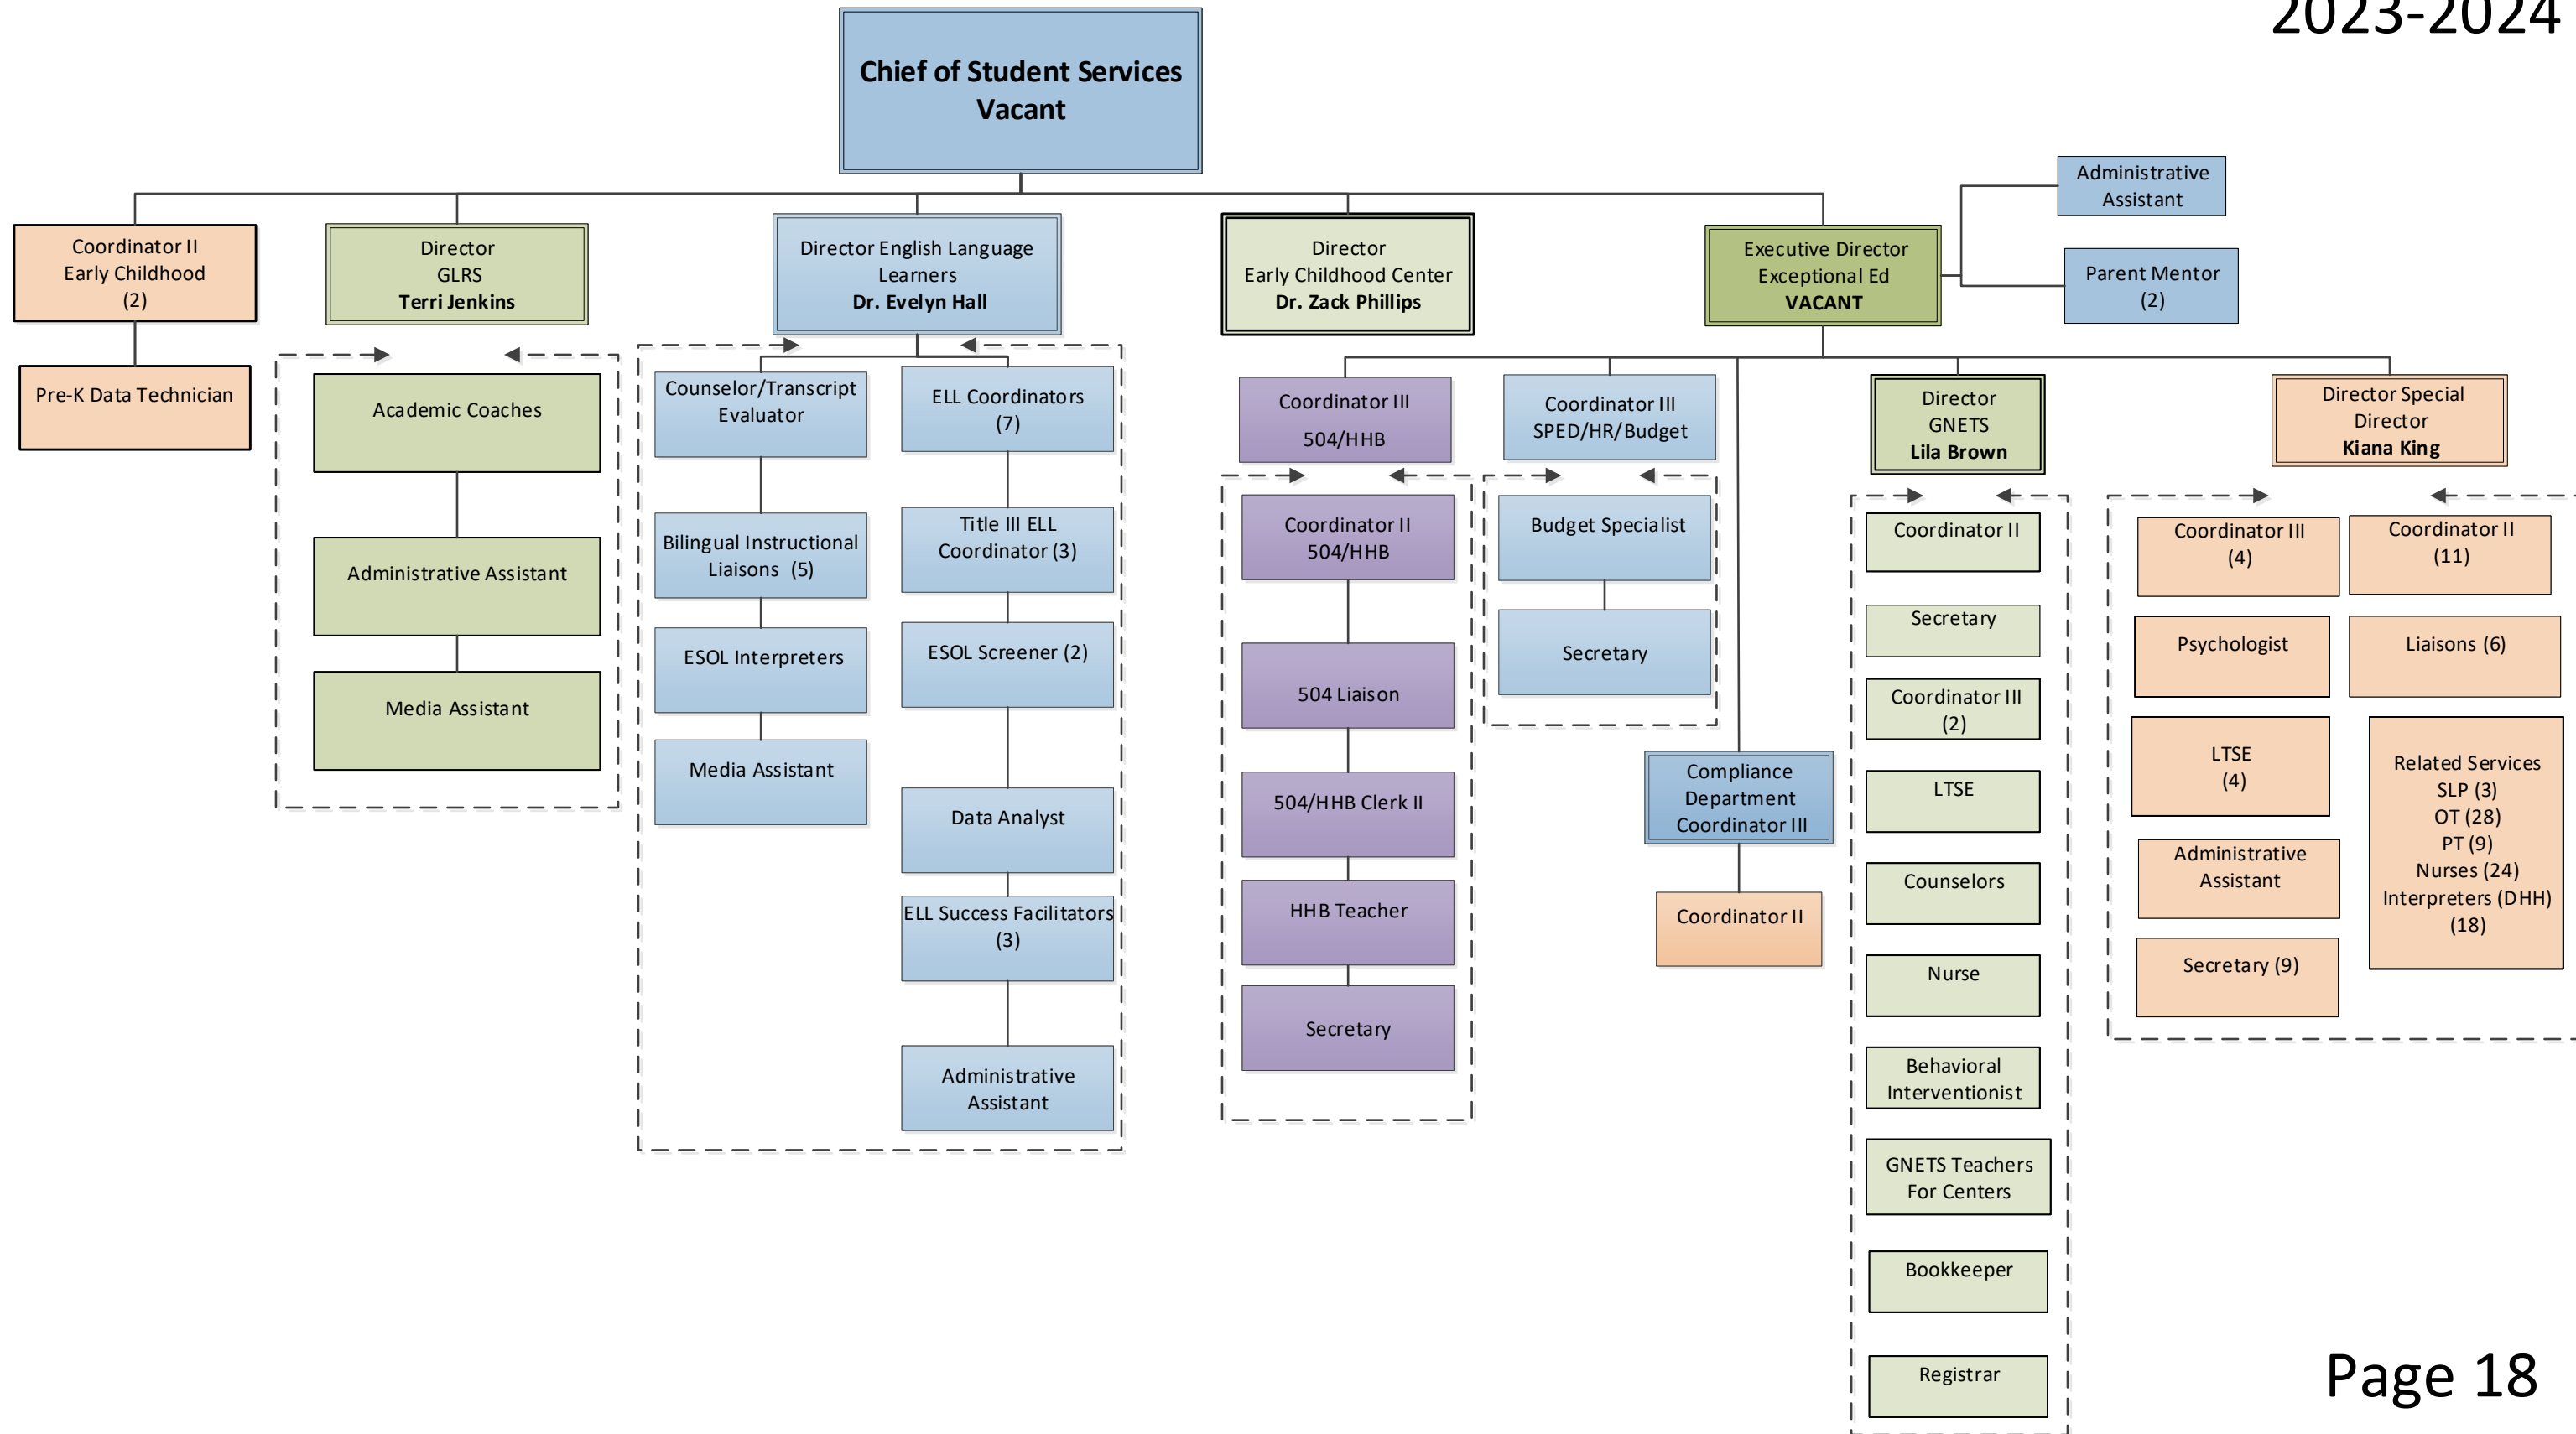 2023-2024
Chief of Student Services
Vacant
Administrative
Assistant
Parent Mentor
(2)
Coordinator II
Early Childhood
(2)
Director
GLRS
Terri Jenkins
Director English Language
Learners
Dr. Evelyn Hall
Director
Early Childhood Center
Dr. Zack Phillips
Executive Director
Exceptional Ed
VACANT
Pre-K Data Technician
Academic Coaches
Administrative Assistant
Media Assistant
Counselor/Transcript
Evaluator
Bilingual Instructional
Liaisons (5)
ESOL Interpreters
Media Assistant
ELL Coordinators
(7)
Title III ELL
Coordinator (3)
ESOL Screener (2)
Data Analyst
ELL Success Facilitators
(3)
Administrative
Assistant
Coordinator III
504/HHB
Coordinator II
504/HHB
504 Liaison
504/HHB Clerk II
HHB Teacher
Secretary
Coordinator III
SPED/HR/Budget
Budget Specialist
Secretary
Compliance
Department
Coordinator III
Coordinator II
Director
GNETS
Lila Brown
Coordinator II
Secretary
Coordinator III
(2)
LTSE
Counselors
Nurse
Behavioral
Interventionist
GNETS Teachers
For Centers
Bookkeeper
Registrar
Director Special
Director
Kiana King
Coordinator III
(4)
Psychologist
LTSE
(4)
Administrative
Assistant
Secretary (9)
Coordinator II
(11)
Liaisons (6)
Related Services
SLP (3)
OT (28)
PT (9)
Nurses (24)
Interpreters (DHH)
(18)
Page 18